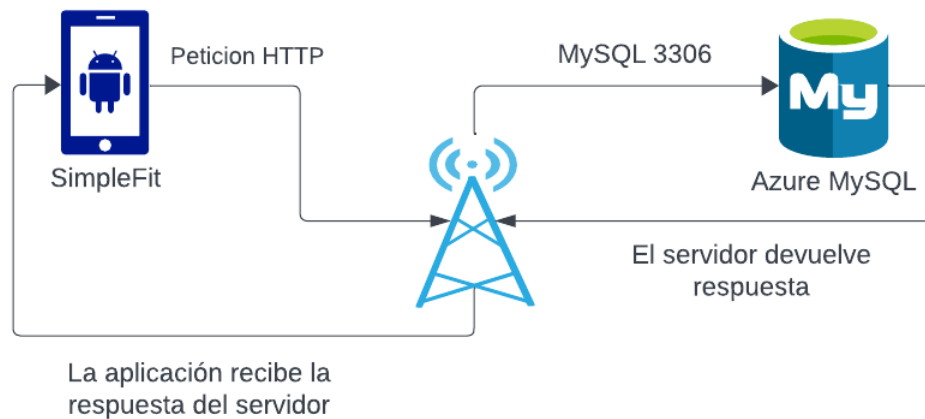 Peticion HTTP
MySQL 3306
My
SimpleFit
Azure MySQL
El servidor devuelve
respuesta
La aplicación recibe la
respuesta del servidor